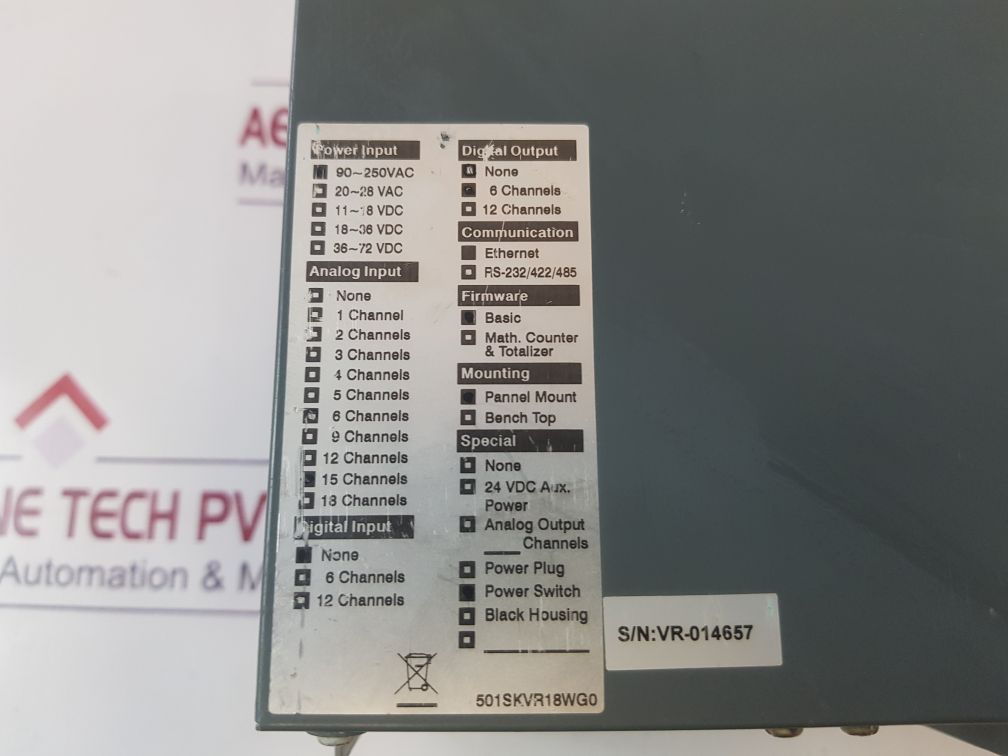 AE
Ma
NE TECH PV
Automation & M
Power Input
90~250VAC
20~28 VAC
11~18 VDC
18~36 VDC
36~72 VDC
Analog Input
None
1 Channel
2 Channels
3 Channels
4 Channels
5 Channels
6 Channels
9 Channels
12 Channels
15 Channels
18 Channels
Digital Input
None
6 Channels
12 Channels
Digital Output
None
6 Channels
12 Channels
Communication
Ethernet
RS-232/422/485
Firmware
Basic
Math. Counter
& Totalizer
Mounting
Pannel Mount
Bench Top
Special
None
24 VDC Aux.
Power
Analog Output
____ Channels
Power Plug
Power Switch
Black Housing
501SKVR18WG0
S/N:VR-014657